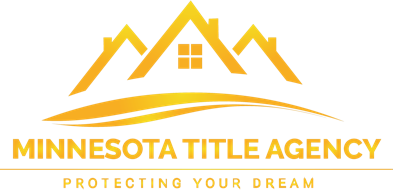 MINNESOTA TITLE AGENCY
PROTECTING YOUR DREAM